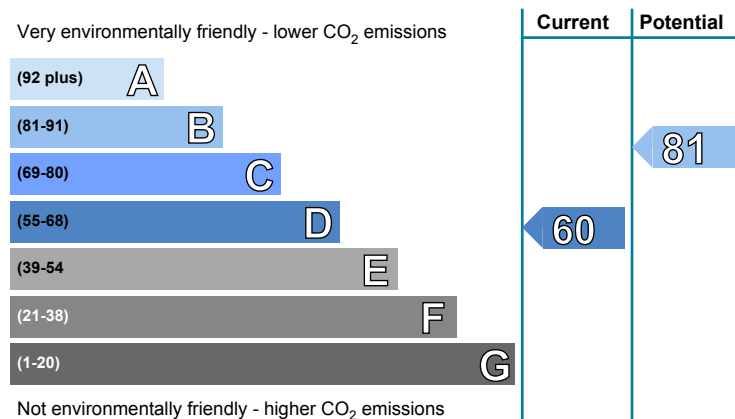 Current Potential
Very environmentally friendly - lower CO₂ emissions
(92 plus) A
(81-91) B
81
(69-80) C
(55-68) D
60
(39-54 E
(21-38) F
(1-20) G
Not environmentally friendly - higher CO₂ emissions